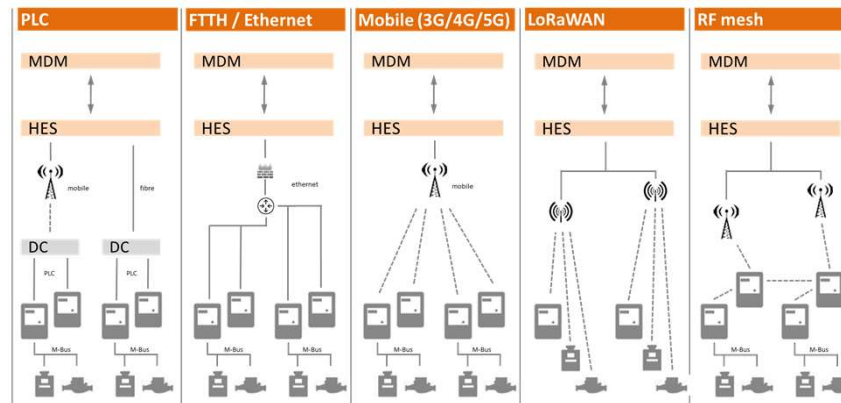 PLC
MDM
HES
mobile
fibre
DC
DC
PLC
PLC
M-Bus
M-Bus
FTTH / Ethernet
MDM
HES
ethernet
M-Bus
M-Bus
Mobile (3G/4G/5G)
MDM
HES
mobile
M-Bus
M-Bus
LoRaWAN
MDM
HES
RF mesh
MDM
HES
M-Bus
M-Bus